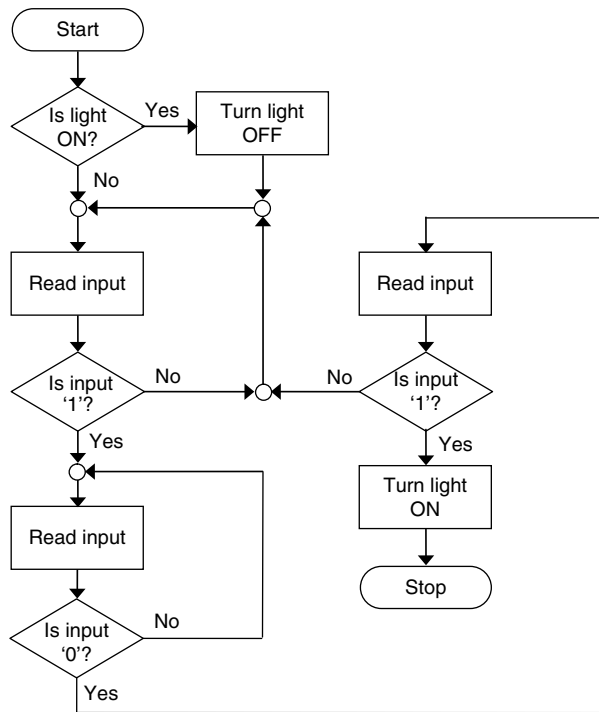 Start
Is light
ON?
Yes
Turn light
OFF
No
Read input
Is input
‘1’?
No
Yes
Read input
Is input
‘0’?
No
Yes
Read input
Is input
‘1’?
No
Yes
Turn light
ON
Stop